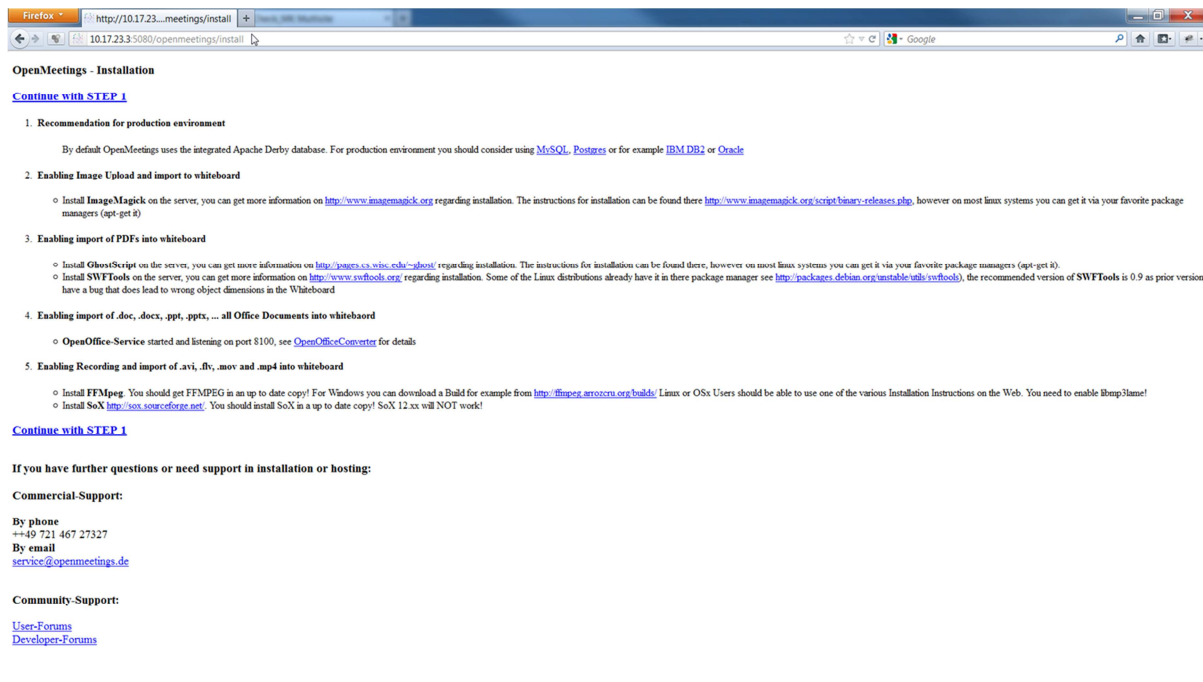 Firefox
http://10.17.23....meetings/install
+
10.17.23.3:5080/openmeetings/install
Google
OpenMeetings - Installation
Continue with STEP 1
1. Recommendation for production environment
By default OpenMeetings uses the integrated Apache Derby database. For production environment you should consider using MySQL, Postgres or for example IBM DB2 or Oracle
2. Enabling Image Upload and import to whiteboard
Install ImageMagick on the server, you can get more information on http://www.imagemagick.org regarding installation. The instructions for installation can be found there http://www.imagemagick.org/script/binary-releases.php, however on most linux systems you can get it via your favorite package
managers (apt-get it)
3. Enabling import of PDFs into whiteboard
Install GhostScript on the server, you can get more information on http://pages.cs.wisc.edu/~ghost/ regarding installation. The instructions for installation can be found there, however on most linux systems you can get it via your favorite package managers (apt-get it).
Install SWFTools on the server, you can get more information on http://www.swftools.org/ regarding installation. Some of the Linux distributions already have it in there package manager see http://packages.debian.org/unstable/utils/swftools), the recommended version of SWFTools is 0.9 as prior version
have a bug that does lead to wrong object dimensions in the Whiteboard
4. Enabling import of .doc, .docx, .ppt, .pptx, ... all Office Documents into whitebaord
OpenOffice-Service started and listening on port 8100, see OpenOfficeConverter for details
5. Enabling Recording and import of .avi, .flv, .mov and .mp4 into whiteboard
Install FFMpeg. You should get FFMPEG in an up to date copy! For Windows you can download a Build for example from http://ffmpeg.arrozcru.org/builds/ Linux or OSx Users should be able to use one of the various Installation Instructions on the Web. You need to enable libmp3lame!
Install SoX http://sox.sourceforge.net/. You should install SoX in a up to date copy! SoX 12.xx will NOT work!
Continue with STEP 1
If you have further questions or need support in installation or hosting:
Commercial-Support:
By phone
++49 721 467 27327
By email
service@openmeetings.de
Community-Support:
User-Forums
Developer-Forums